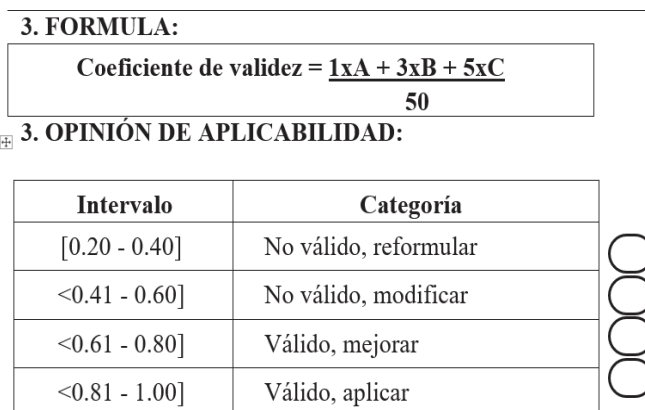 3. FORMULA:
Coeficiente de validez = 1xA + 3xB + 5xC
50
3. OPINIÓN DE APLICABILIDAD:
Intervalo Categoría
[0.20 - 0.40] No válido, reformular
<0.41 - 0.60] No válido, modificar
<0.61 - 0.80] Válido, mejorar
<0.81 - 1.00] Válido, aplicar